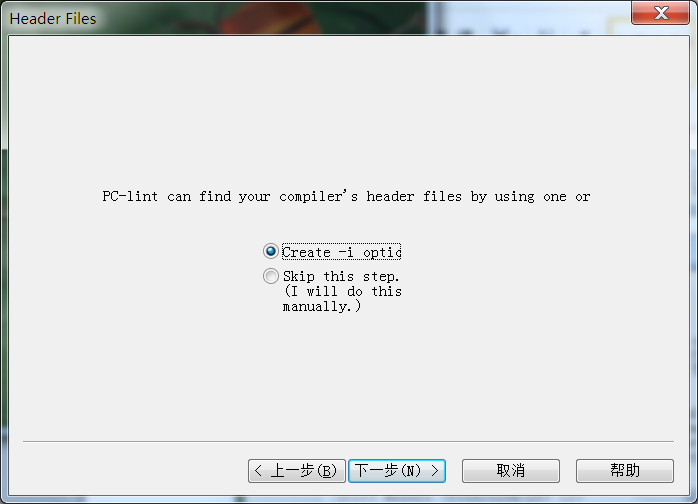 Header Files
PC-lint can find your compiler's header files by using one or
Create -i optic
Skip this step.
(I will do this
manually.)
< 上一步(B)
下一步(N) >
取消
帮助